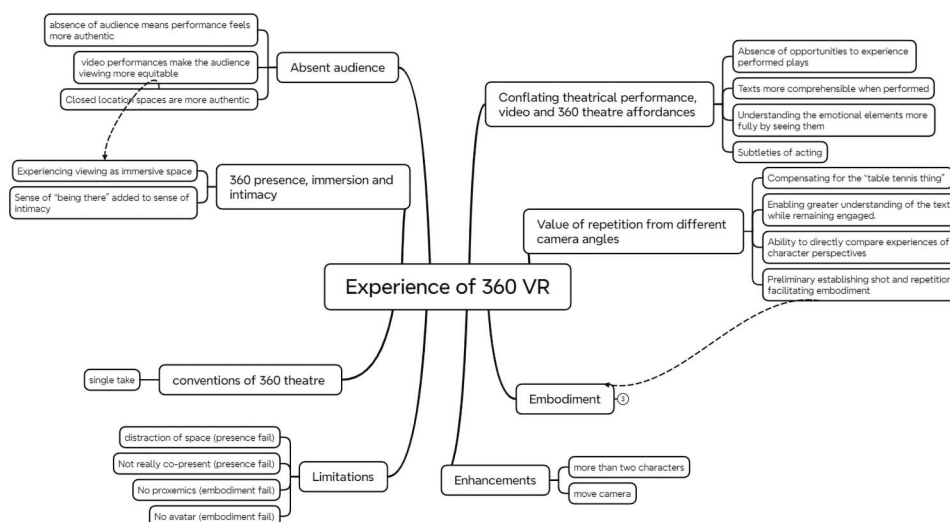 absence of audience means performance feels
more authentic
video performances make the audience
viewing more equitable
Closed location spaces are more authentic
Absent audience
Experiencing viewing as immersive space
Sense of “being there” added to sense of
intimacy
360 presence, immersion and
intimacy
single take
conventions of 360 theatre
distraction of space (presence fail)
Not really co-present (presence fail)
No proxemics (embodiment fail)
No avatar (embodiment fail)
Limitations
Experience of 360 VR
Conflating theatrical performance,
video and 360 theatre affordances
Absence of opportunities to experience
performed plays
Texts more comprehensible when performed
Understanding the emotional elements more
fully by seeing them
Subtleties of acting
Value of repetition from different
camera angles
Compensating for the “table tennis thing”
Enabling greater understanding of the text
while remaining engaged.
Ability to directly compare experiences of
character perspectives
Preliminary establishing shot and repetition
facilitating embodiment
Embodiment
3
Enhancements
more than two characters
move camera